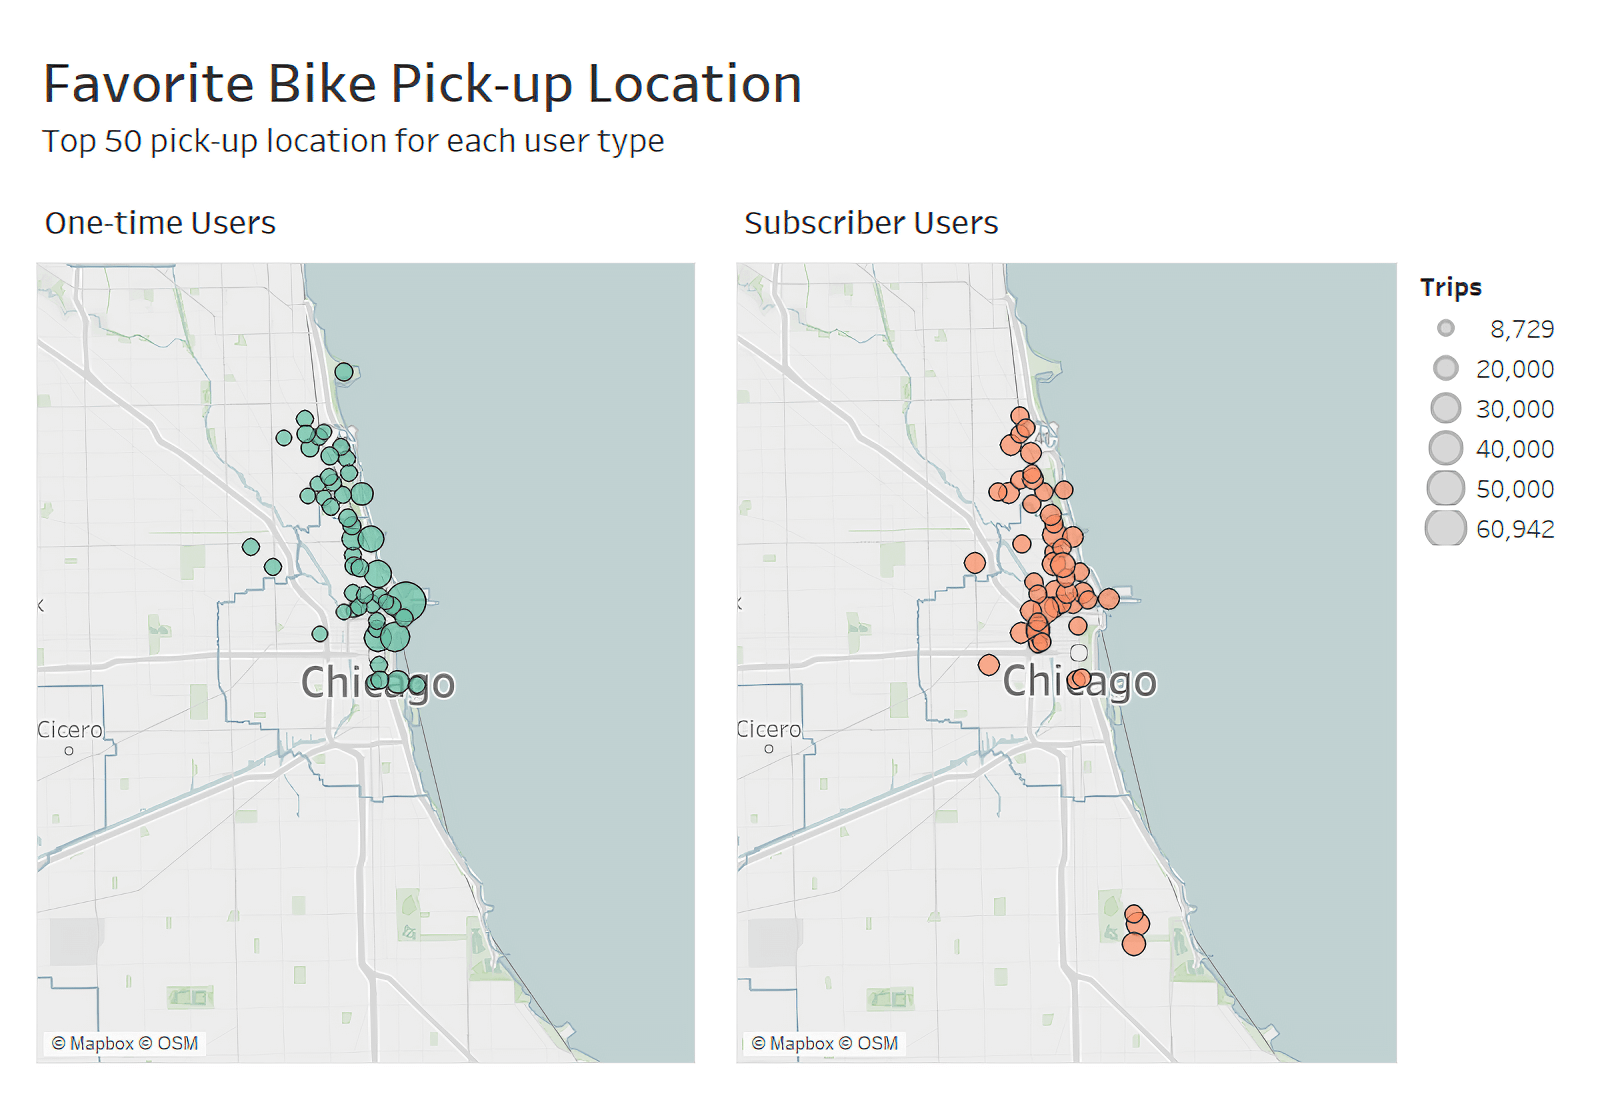 Favorite Bike Pick-up Location
Top 50 pick-up location for each user type
One-time Users
Subscriber Users
Chicago
Cicero
k
© Mapbox © OSM
Chicago
Cicero
© Mapbox © OSM
Trips
8,729
20,000
30,000
40,000
50,000
60,942